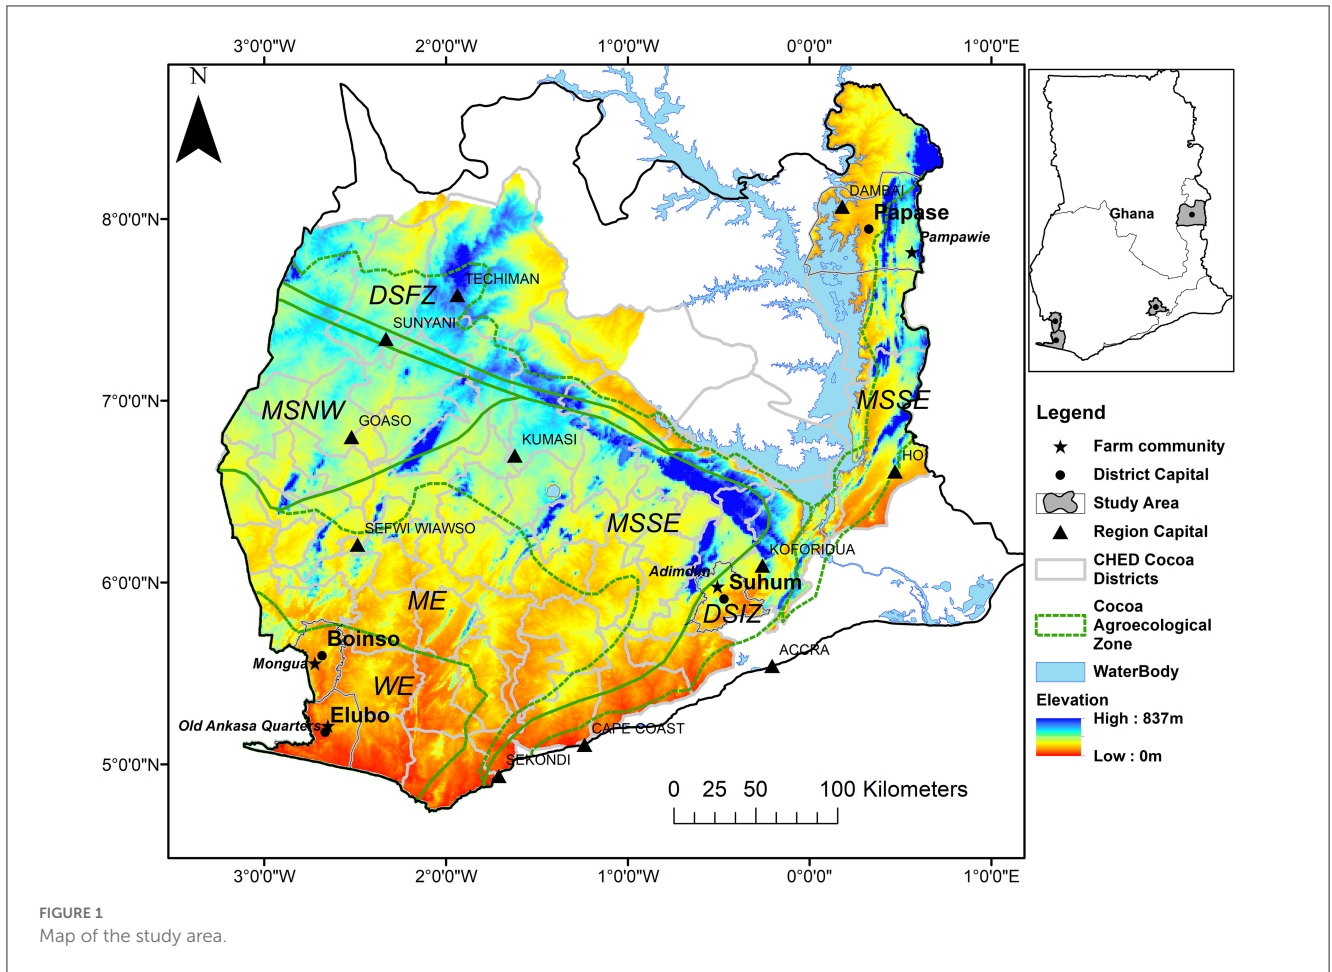 3°0'0"W 2°0'0"W 1°0'0"W 0°0'0" 1°0'0"E
N
DAMBAI
8°0'0"N
Papase
Pampawie
Ghana
TECHIMAN
DSFZ
SUNYANI
7°0'0"N
MSNW
MSSE
GOASO
KUMASI
HO
SEFWI WIAWSO
MSSE
KOFORIDUA
Adimdim
6°0'0"N
Suhum
ME
DSIZ
Boinso
Mongua
ACCRA
WE
Elubo
Old Ankasa Quarters
CAPE COAST
5°0'0"N
SEKONDI
0 25 50 100 Kilometers
3°0'0"W 2°0'0"W 1°0'0"W 0°0'0" 1°0'0"E
Legend
Farm community
District Capital
Study Area
Region Capital
CHED Cocoa
Districts
Cocoa
Agroecological
Zone
WaterBody
Elevation
High : 837m
Low : 0m
FIGURE 1
Map of the study area.